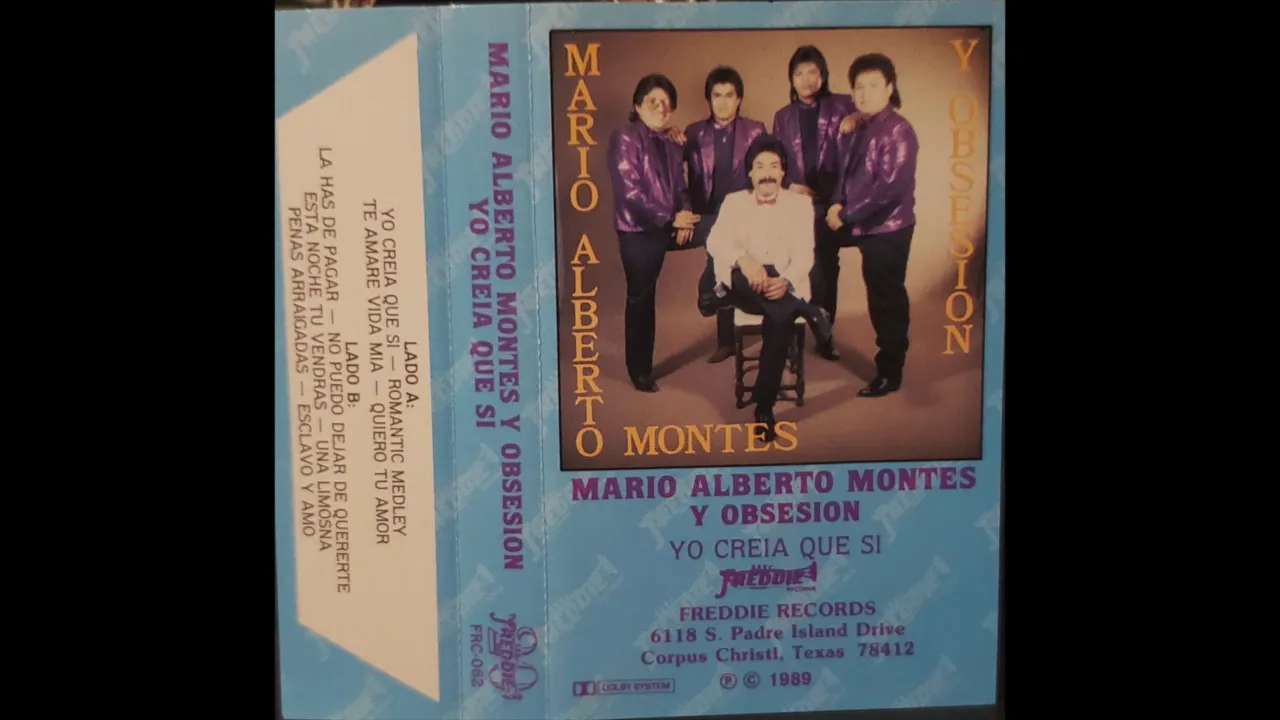 LADO A:
YO CREIA QUE SI — ROMANTIC MEDLEY
TE AMARE VIDA MIA — QUIERO TU AMOR
LADO B:
LA HAS DE PAGAR — NO PUEDO DEJAR DE QUERERTE
ESTA NOCHE TU VENDRAS — UNA LIMOSNA
PENAS ARRAIGADAS — ESCLAVO Y AMO
MARIO ALBERTO MONTES Y OBSESION
YO CREIA QUE SI
FREDDIE
FRC-062
MARIO ALBERTO MONTES
Y OBSESION
MARIO ALBERTO MONTES
Y OBSESION
YO CREIA QUE SI
FREDDIE
RECORDS
FREDDIE RECORDS
6118 S. Padre Island Drive
Corpus Christi, Texas 78412
DOLBY SYSTEM
Ⓟ © 1989